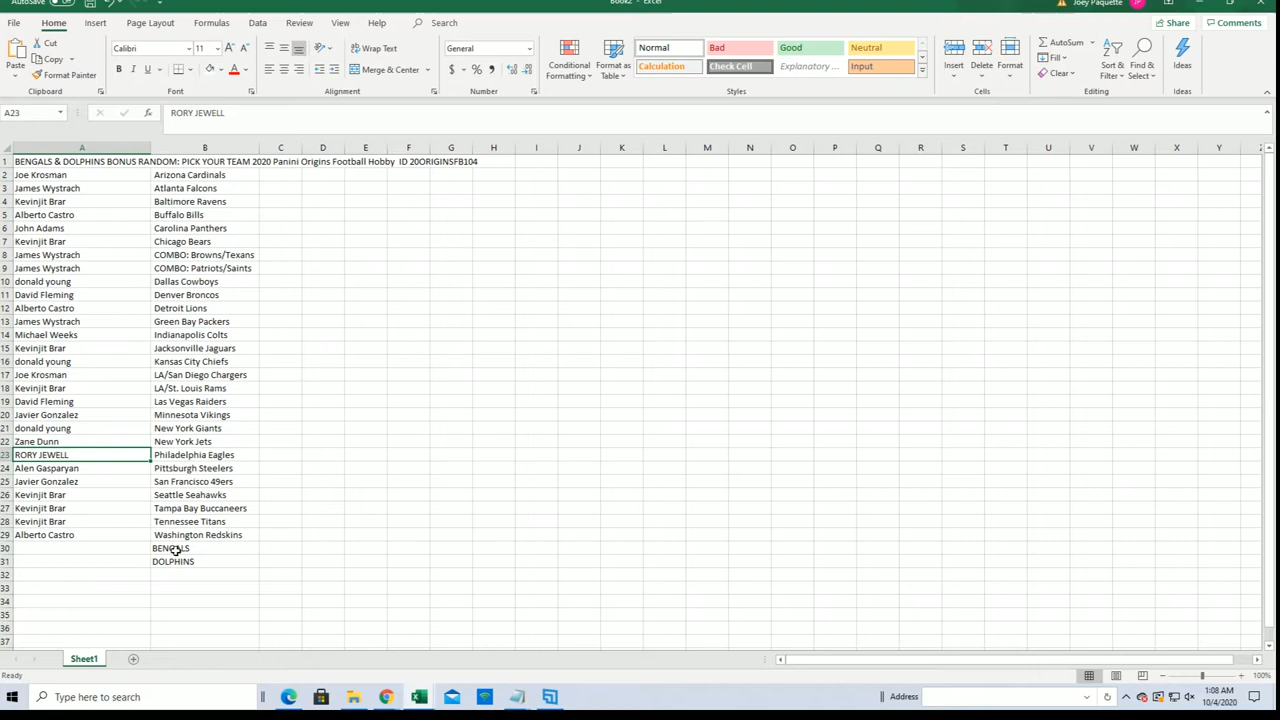 Book2 - Excel
Joey Paquette JP
AutoSave Off
File Home Insert Page Layout Formulas Data Review View Help Search Share Comments
Cut Calibri 11 Wrap Text General Normal Bad Good Neutral AutoSum
Copy Fill
Paste Format Painter Merge & Center Conditional Formatting Format as Table Calculation Check Cell Explanatory ... Input Insert Delete Format Clear Sort & Filter Find & Select Ideas
Clipboard Font Alignment Number Styles Cells Editing Ideas
A23 fx RORY JEWELL
A B C D E F G H I J K L M N O P Q R S T U V W X Y
1 BENGALS & DOLPHINS BONUS RANDOM: PICK YOUR TEAM 2020 Panini Origins Football Hobby ID 20ORIGINSFB104
2 Joe Krosman Arizona Cardinals
3 James Wystrach Atlanta Falcons
4 Kevinjit Brar Baltimore Ravens
5 Alberto Castro Buffalo Bills
6 John Adams Carolina Panthers
7 Kevinjit Brar Chicago Bears
8 James Wystrach COMBO: Browns/Texans
9 James Wystrach COMBO: Patriots/Saints
10 donald young Dallas Cowboys
11 David Fleming Denver Broncos
12 Alberto Castro Detroit Lions
13 James Wystrach Green Bay Packers
14 Michael Weeks Indianapolis Colts
15 Kevinjit Brar Jacksonville Jaguars
16 donald young Kansas City Chiefs
17 Joe Krosman LA/San Diego Chargers
18 Kevinjit Brar LA/St. Louis Rams
19 David Fleming Las Vegas Raiders
20 Javier Gonzalez Minnesota Vikings
21 donald young New York Giants
22 Zane Dunn New York Jets
23 RORY JEWELL Philadelphia Eagles
24 Alen Gasparyan Pittsburgh Steelers
25 Javier Gonzalez San Francisco 49ers
26 Kevinjit Brar Seattle Seahawks
27 Kevinjit Brar Tampa Bay Buccaneers
28 Kevinjit Brar Tennessee Titans
29 Alberto Castro Washington Redskins
30 BENGALS
31 DOLPHINS
32
33
34
35
36
37
Sheet1
Ready 100%
Type here to search Address 1:08 AM
10/4/2020